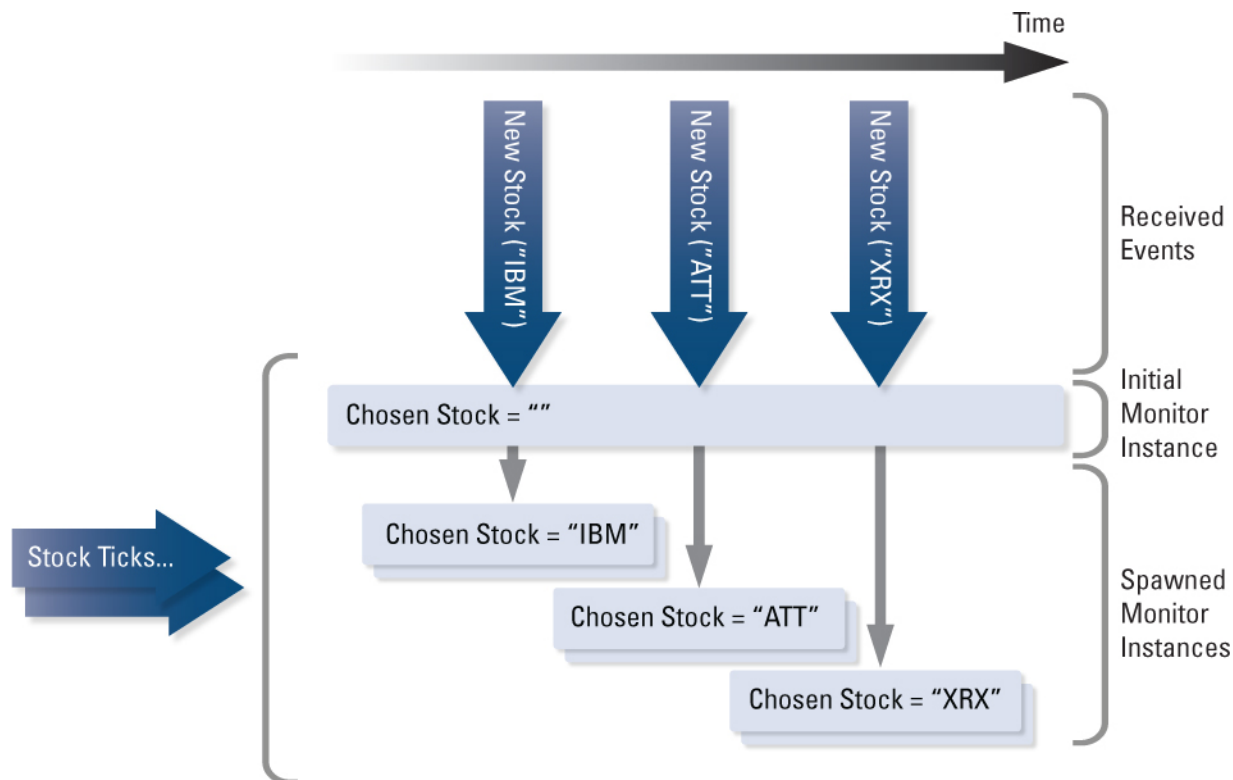 Time
New Stock ("IBM")
New Stock ("ATT")
New Stock ("XRX")
Received
Events
Initial
Monitor
Instance
Chosen Stock = “”
Chosen Stock = “IBM”
Stock Ticks...
Chosen Stock = “ATT”
Spawned
Monitor
Instances
Chosen Stock = “XRX”